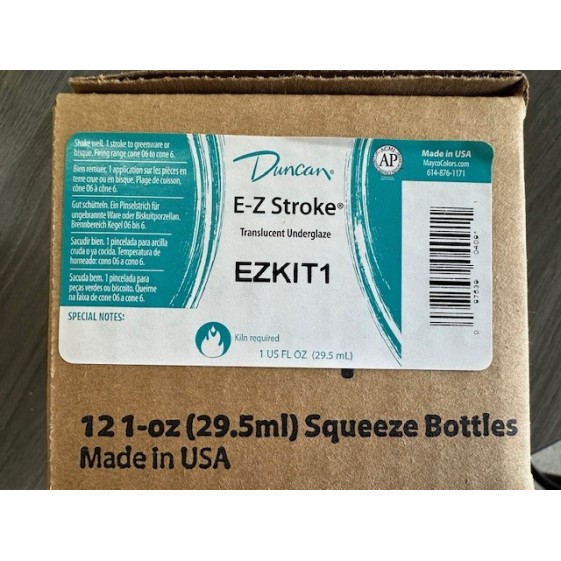 Shake well. 1 stroke to greenware or
bisque. Firing range cone 06 to cone 6.
Bien remuer, 1 application sur les pièces en
terre crue ou en bisque. Plage de cuisson,
cône 06 à cône 6.
Gut schütteln. Ein Pinselstrich für
ungebrannte Ware oder Biskuitporzellan.
Brennbereich Kegel 06 bis 6.
Sacudir bien. 1 pincelada para arcilla
cruda o ya cocida. Temperatura de
horneado: cono 06 a cono 6.
Sacuda bem. 1 pincelada para
peças verdes ou biscoito. Queime
na faixa de cone 06 a cone 6.
SPECIAL NOTES:
Duncan®
E-Z Stroke®
Translucent Underglaze
EZKIT1
Kiln required
1 US FL OZ (29.5 mL)
ACMI
AP
Made in USA
MaycoColors.com
614-876-1171
12 1-oz (29.5ml) Squeeze Bottles
Made in USA